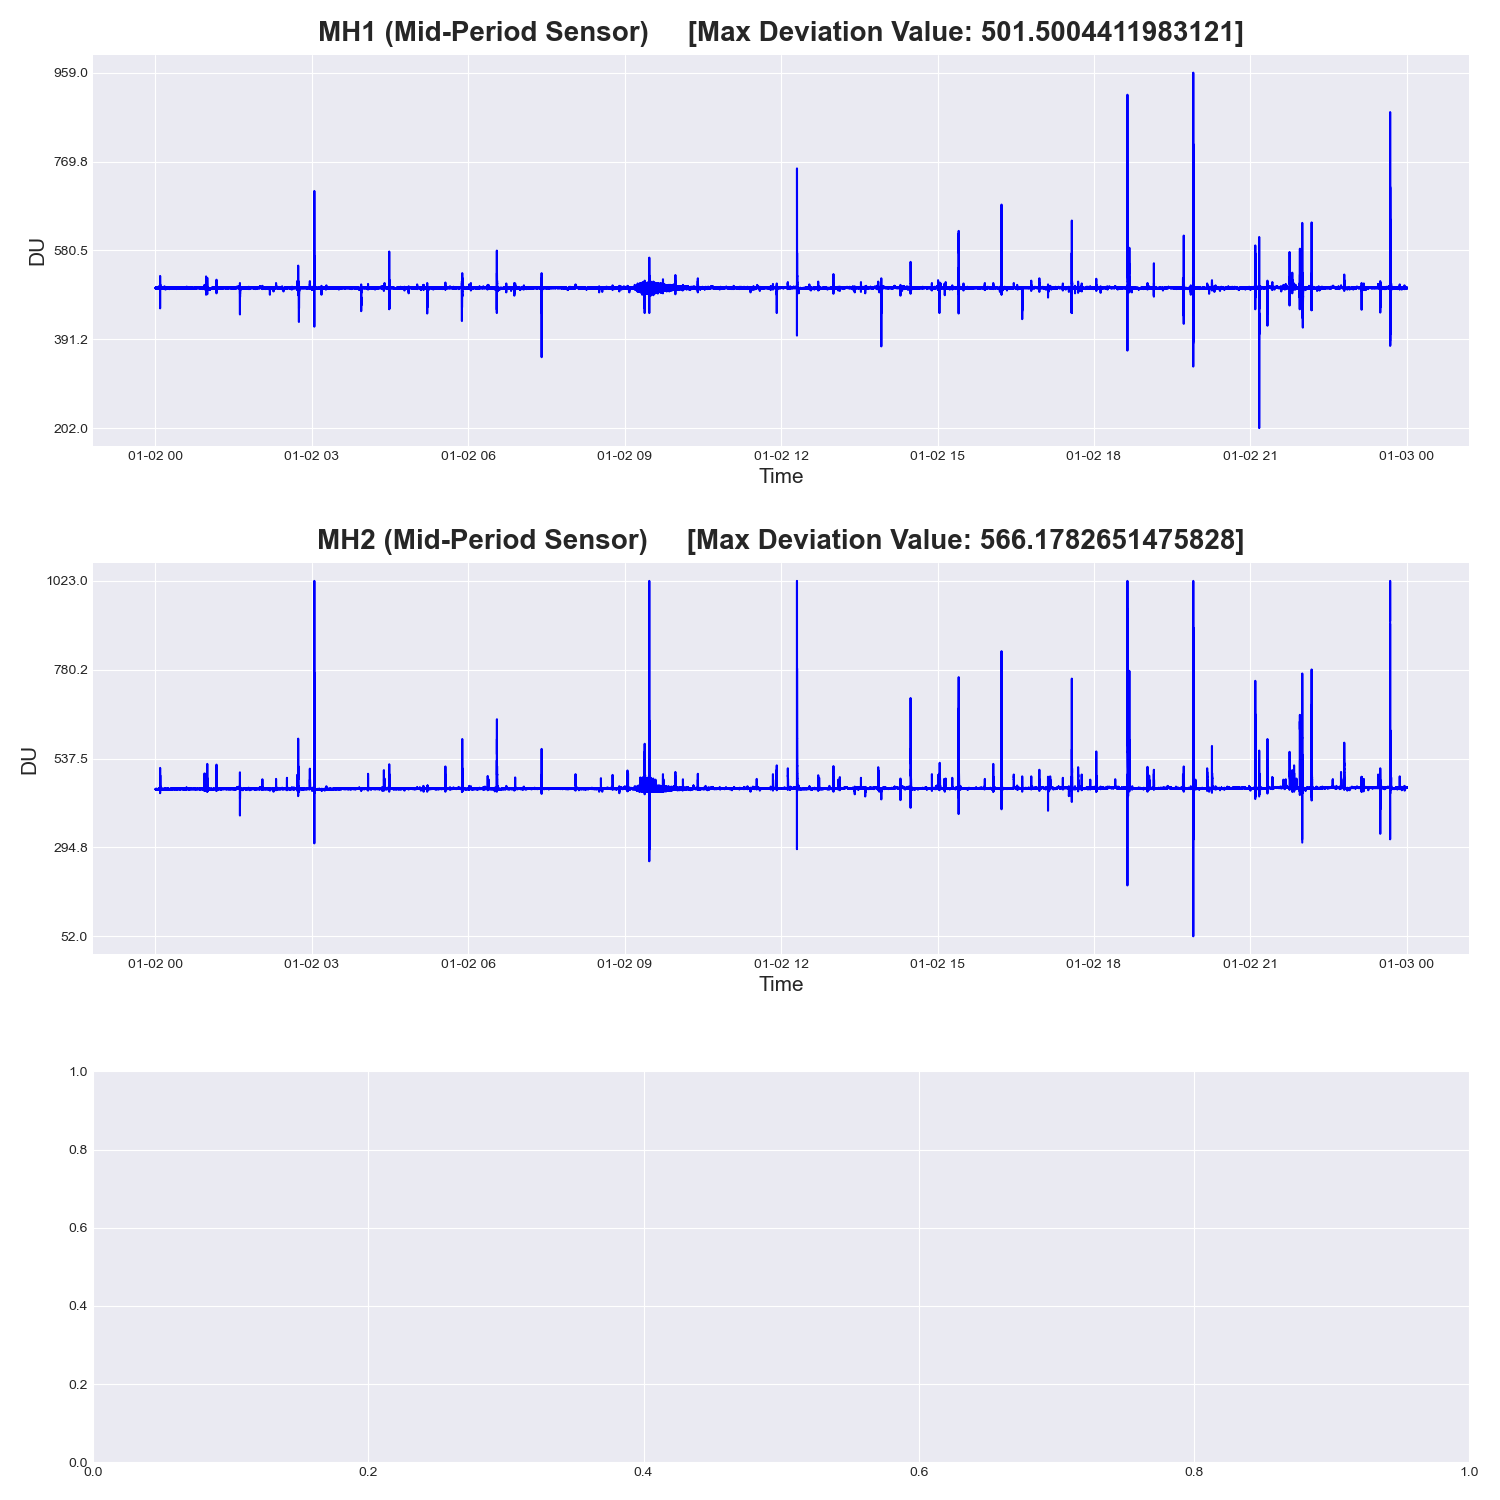 MH1 (Mid-Period Sensor) [Max Deviation Value: 501.5004411983121]
959.0
769.8
580.5
391.2
202.0
DU
01-02 00 01-02 03 01-02 06 01-02 09 01-02 12 01-02 15 01-02 18 01-02 21 01-03 00
Time
MH2 (Mid-Period Sensor) [Max Deviation Value: 566.1782651475828]
1023.0
780.2
537.5
294.8
52.0
DU
01-02 00 01-02 03 01-02 06 01-02 09 01-02 12 01-02 15 01-02 18 01-02 21 01-03 00
Time
1.0
0.8
0.6
0.4
0.2
0.0
0.0 0.2 0.4 0.6 0.8 1.0